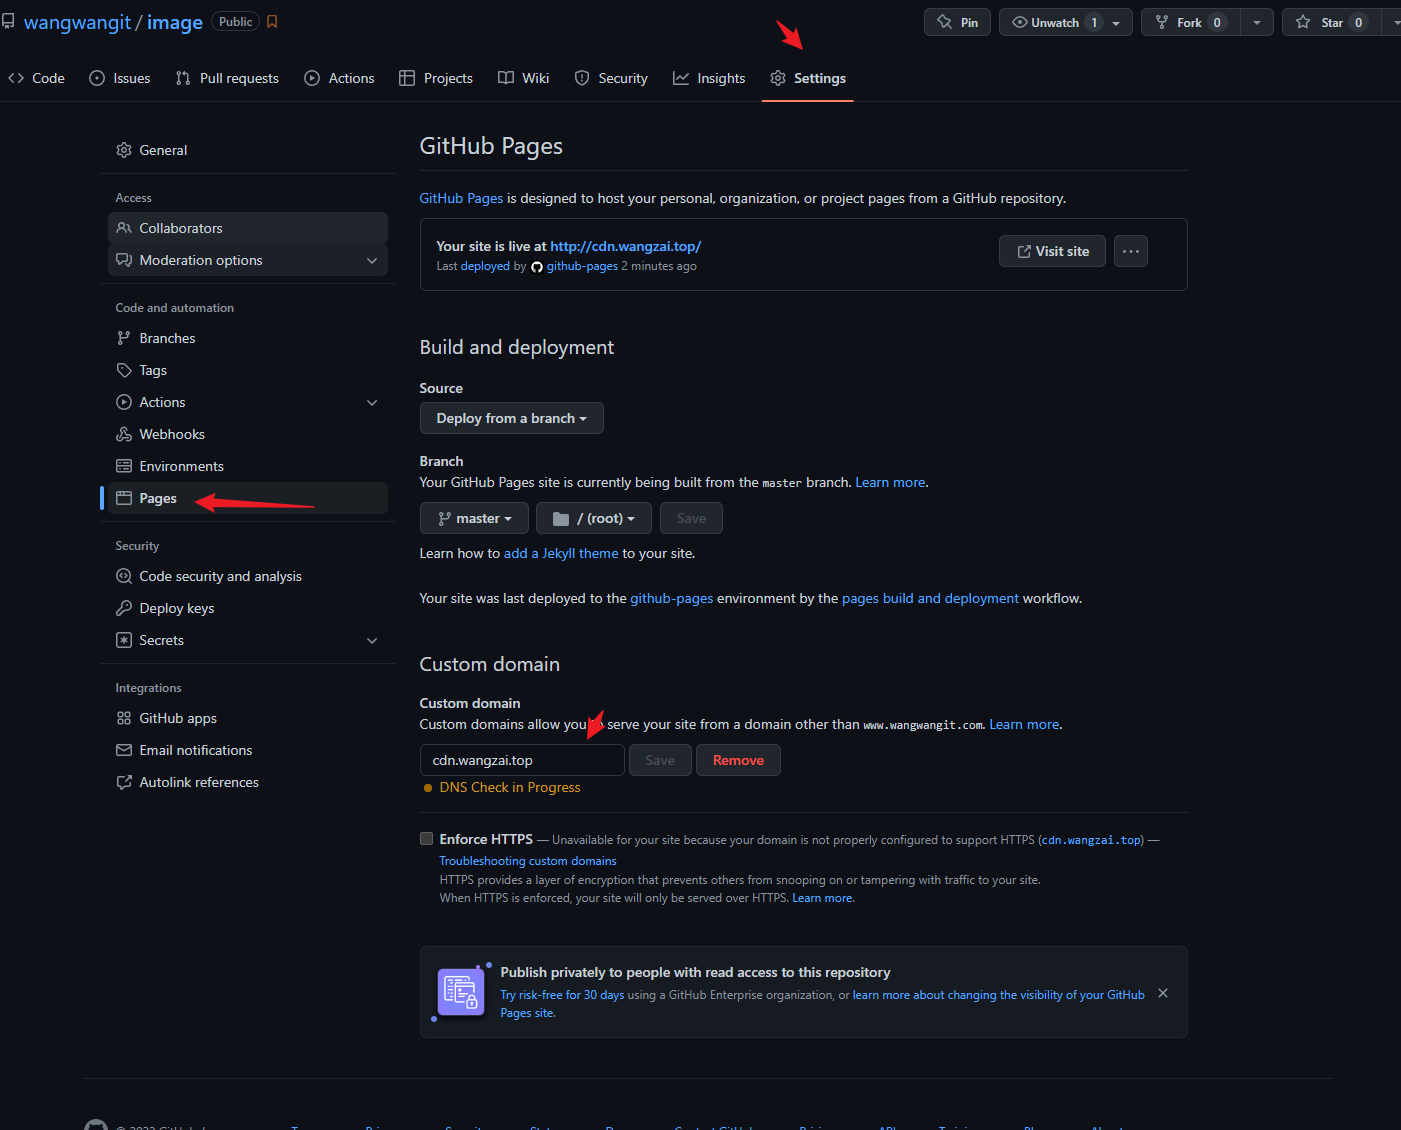 wangwangit / image Public
Pin
Unwatch 1
Fork 0
Star 0
Code
Issues
Pull requests
Actions
Projects
Wiki
Security
Insights
Settings
General
Access
Collaborators
Moderation options
Code and automation
Branches
Tags
Actions
Webhooks
Environments
Pages
Security
Code security and analysis
Deploy keys
Secrets
Integrations
GitHub apps
Email notifications
Autolink references
GitHub Pages
GitHub Pages is designed to host your personal, organization, or project pages from a GitHub repository.
Your site is live at http://cdn.wangzai.top/
Last deployed by github-pages 2 minutes ago
Visit site
Build and deployment
Source
Deploy from a branch
Branch
Your GitHub Pages site is currently being built from the master branch. Learn more.
master
/ (root)
Save
Learn how to add a Jekyll theme to your site.
Your site was last deployed to the github-pages environment by the pages build and deployment workflow.
Custom domain
Custom domain
Custom domains allow you serve your site from a domain other than www.wangwangit.com. Learn more.
cdn.wangzai.top
Save
Remove
DNS Check in Progress
Enforce HTTPS — Unavailable for your site because your domain is not properly configured to support HTTPS (cdn.wangzai.top) —
Troubleshooting custom domains
HTTPS provides a layer of encryption that prevents others from snooping on or tampering with traffic to your site.
When HTTPS is enforced, your site will only be served over HTTPS. Learn more.
Publish privately to people with read access to this repository
Try risk-free for 30 days using a GitHub Enterprise organization, or learn more about changing the visibility of your GitHub
Pages site.